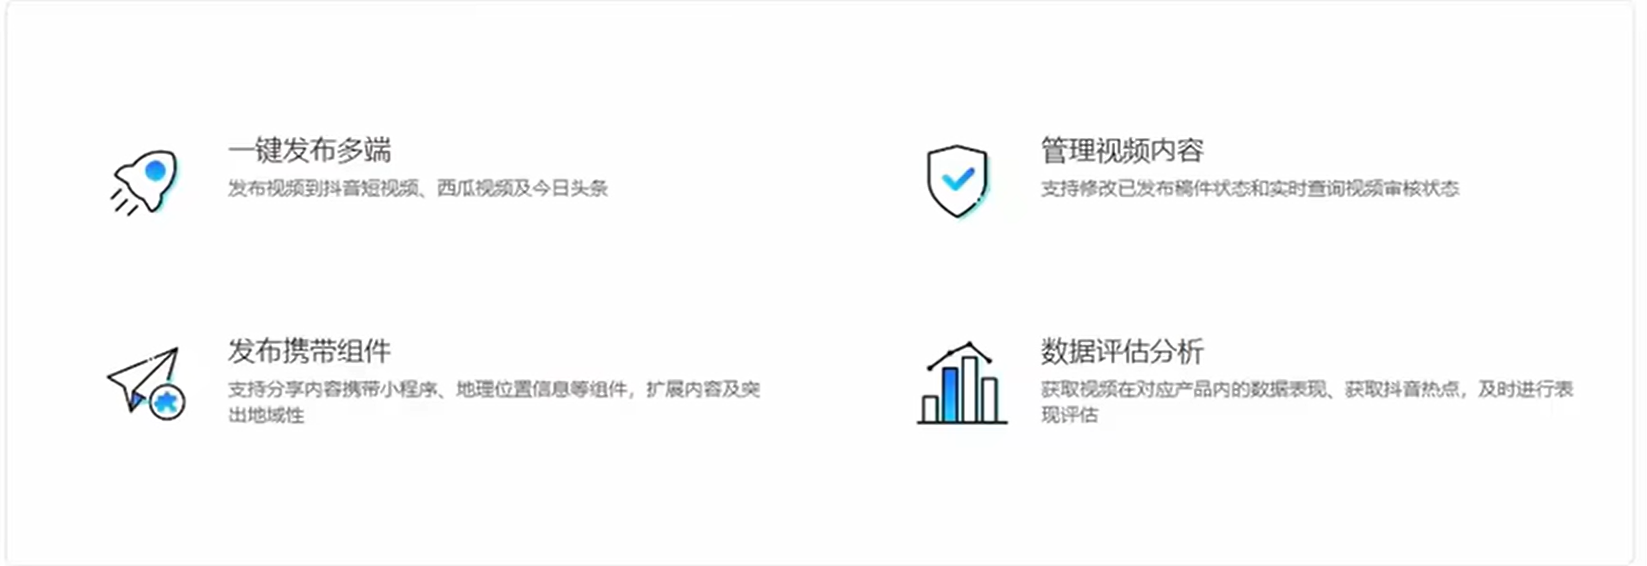 一键发布多端
发布视频到抖音短视频、西瓜视频及今日头条
管理视频内容
支持修改已发布稿件状态和实时查询视频审核状态
发布携带组件
支持分享内容携带小程序、地理位置信息等组件，扩展内容及突
出地域性
数据评估分析
获取视频在对应产品内的数据表现、获取抖音热点，及时进行表
现评估